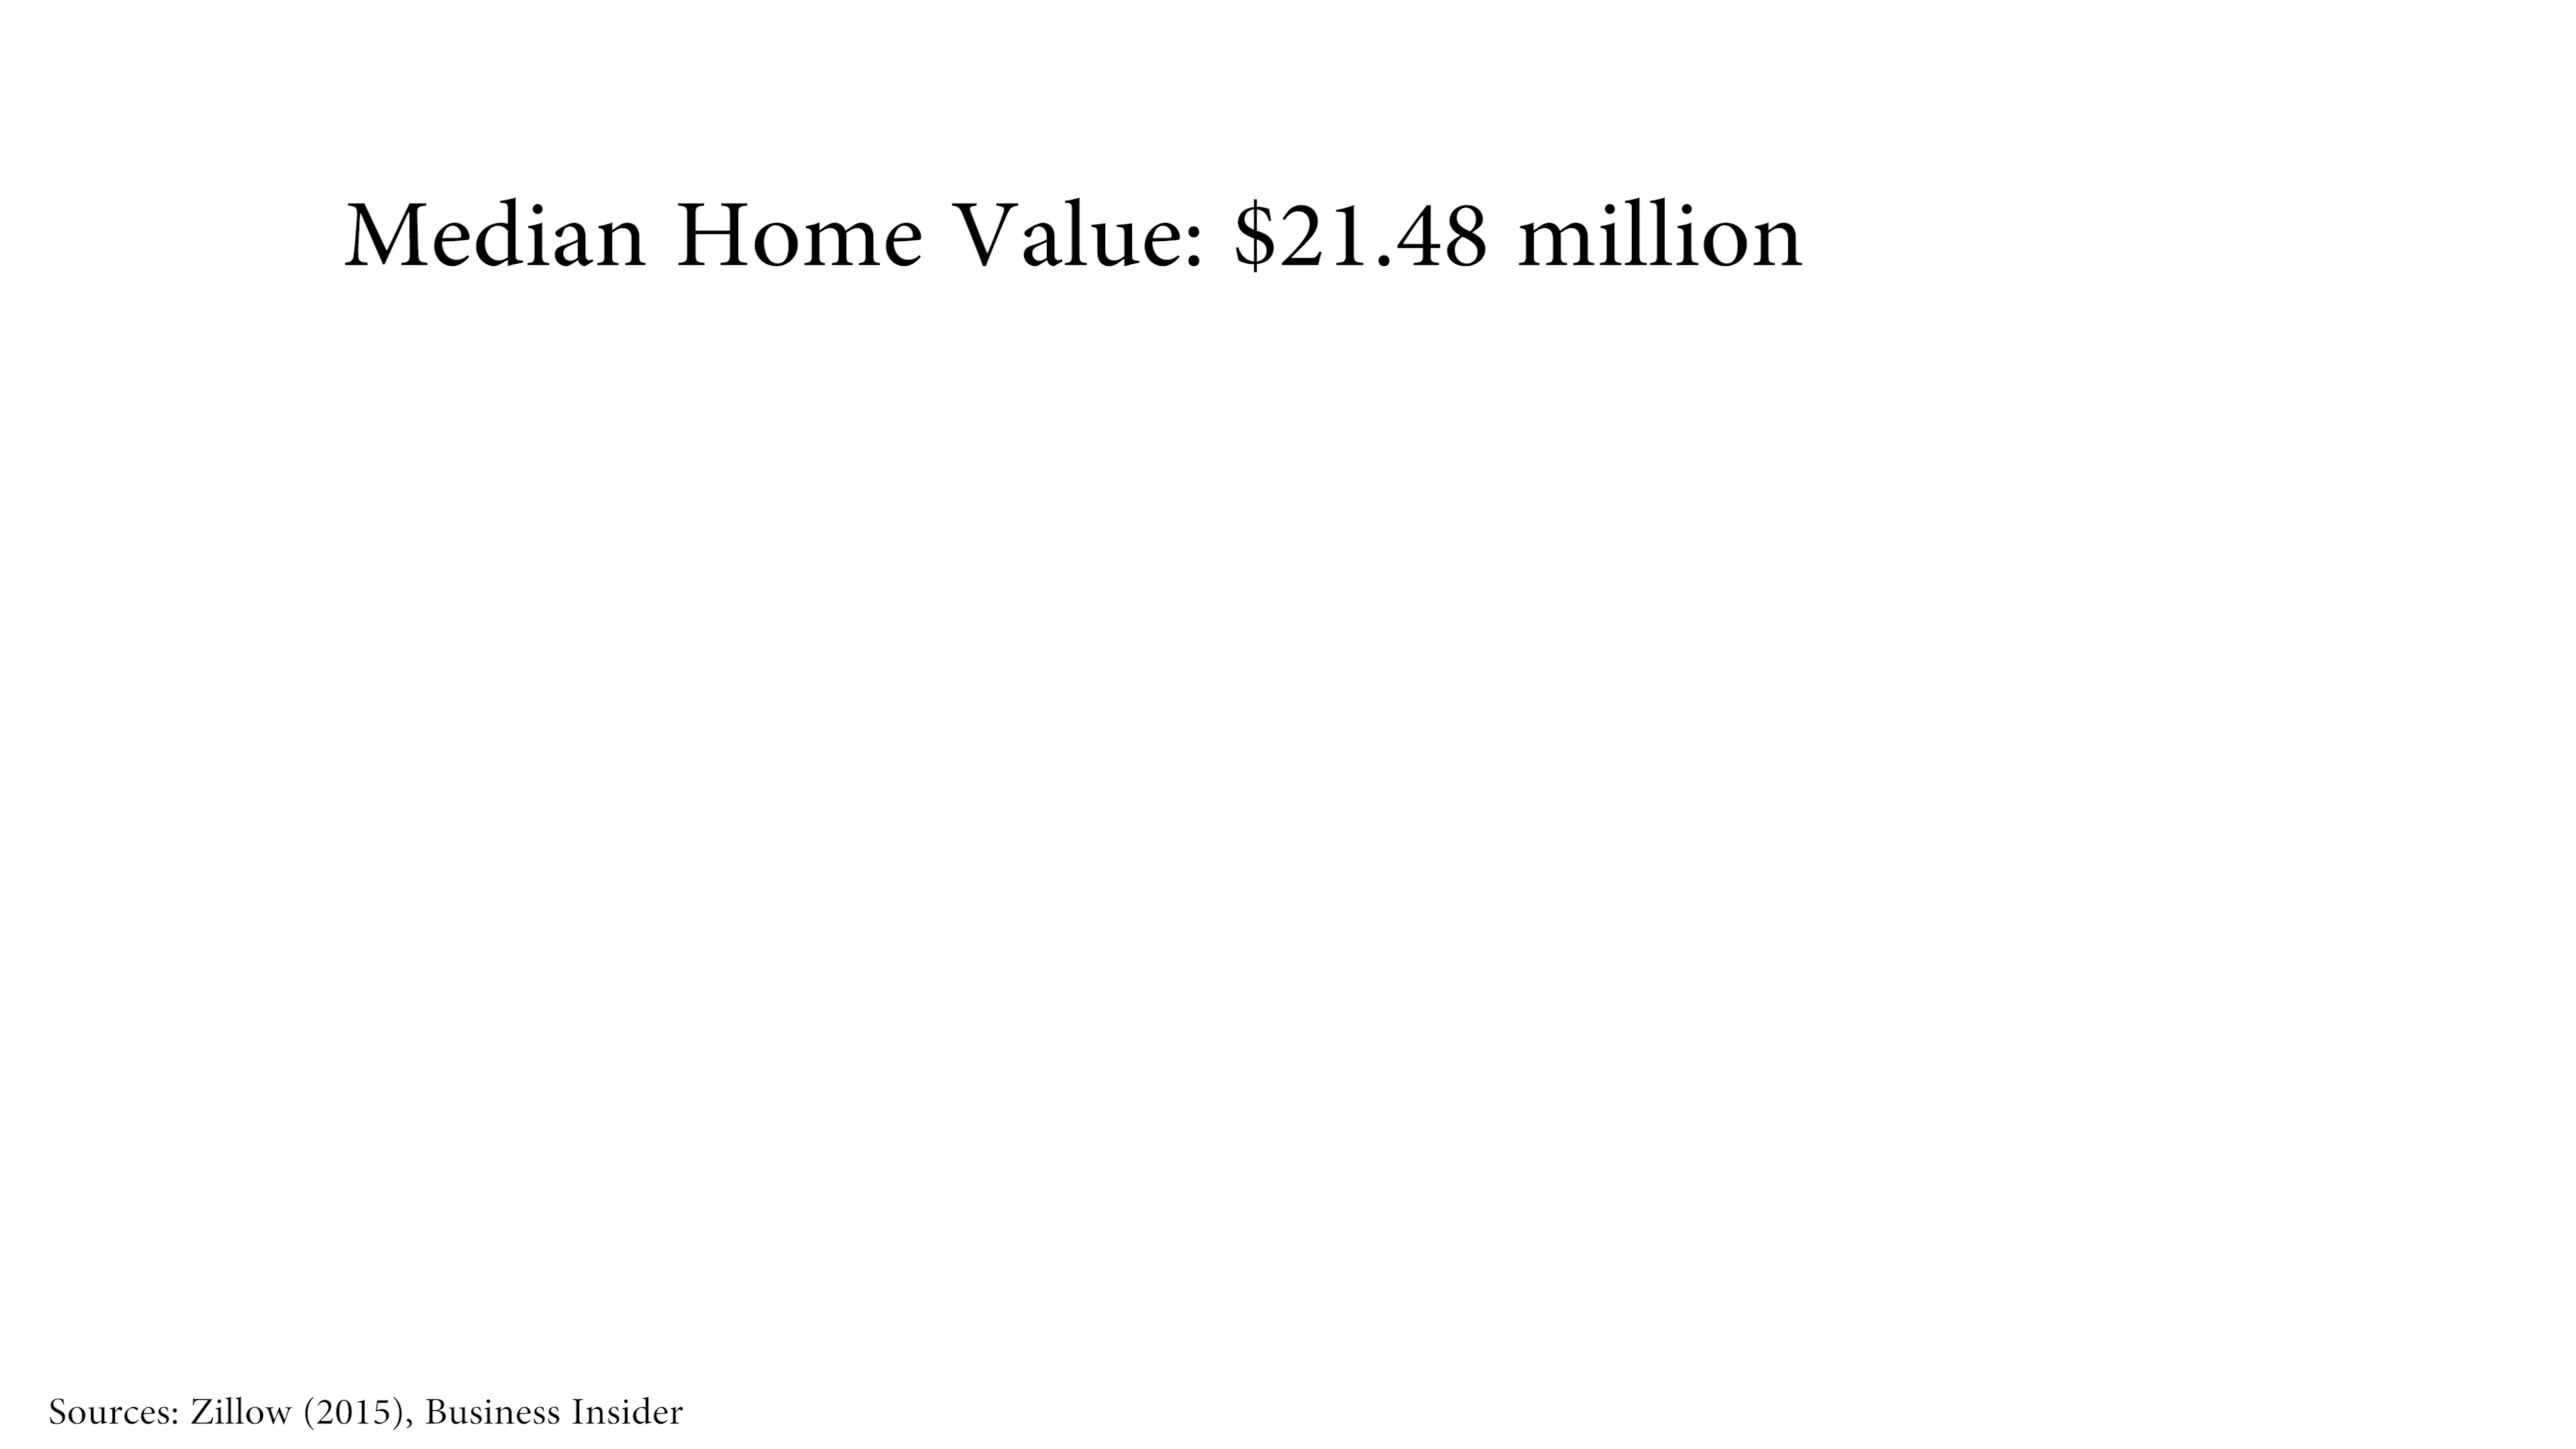 Median Home Value: $21.48 million
Sources: Zillow (2015), Business Insider